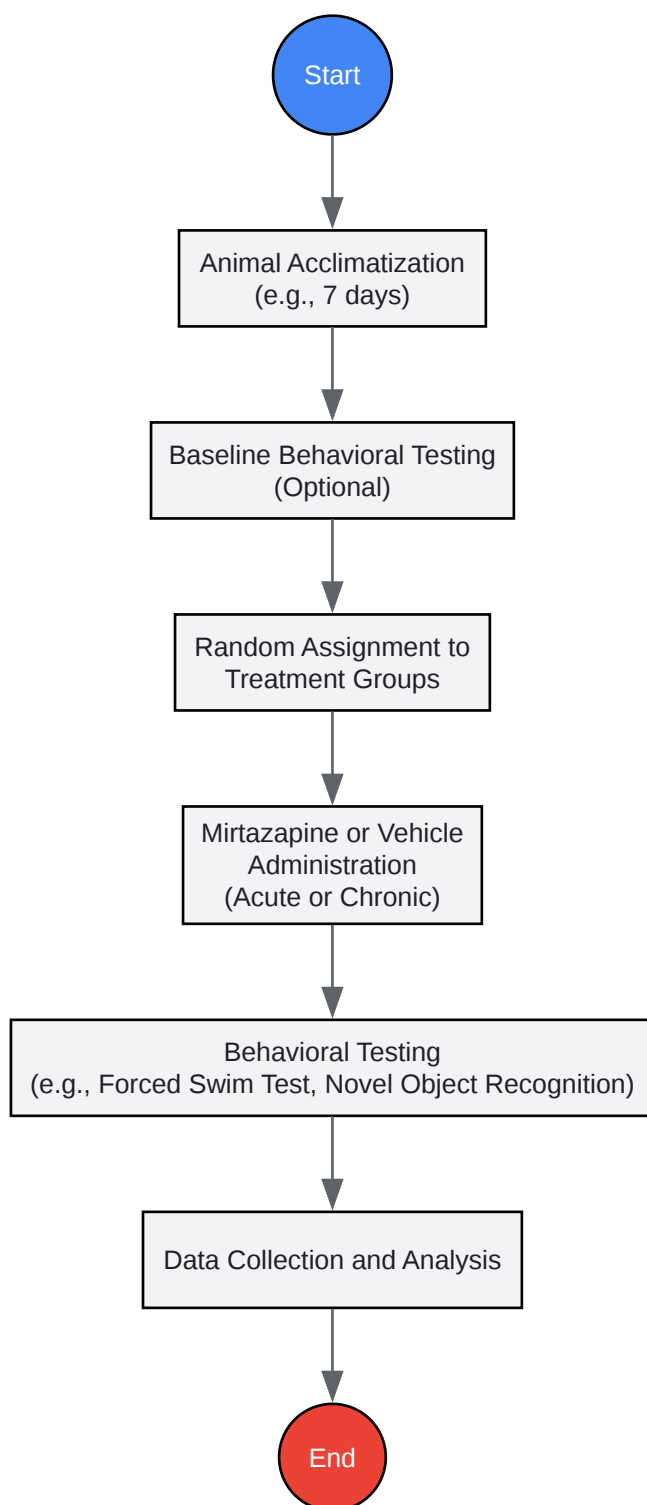 Start
Animal Acclimatization
(e.g., 7 days)
Baseline Behavioral Testing
(Optional)
Random Assignment to
Treatment Groups
Mirtazapine or Vehicle
Administration
(Acute or Chronic)
Behavioral Testing
(e.g., Forced Swim Test, Novel Object Recognition)
Data Collection and Analysis
End